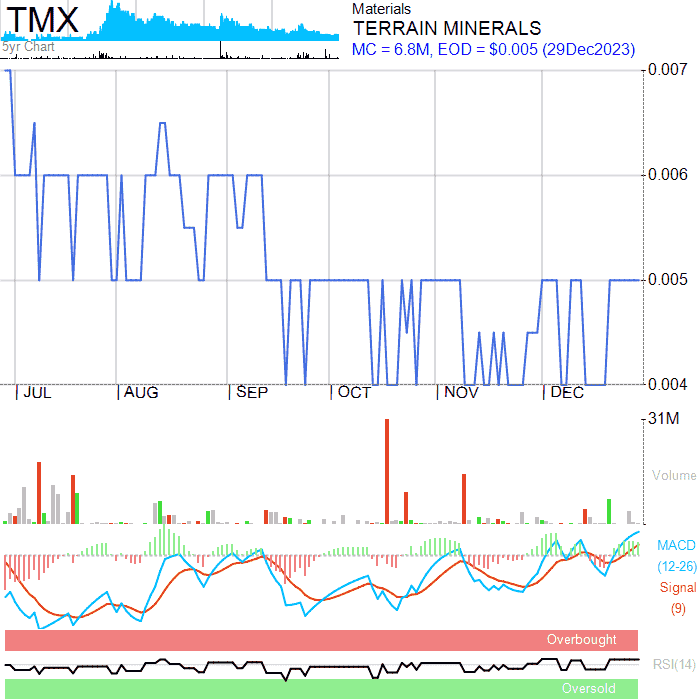 TMX
5yr Chart
Materials
TERRAIN MINERALS
MC = 6.8M, EOD = $0.005 (29Dec2023)
0.007
0.006
0.005
0.004
JUL AUG SEP OCT NOV DEC
31M
Volume
MACD
(12-26)
Signal
(9)
Overbought
RSI(14)
Oversold